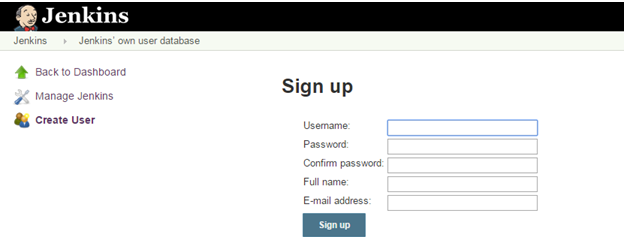 Jenkins
Jenkins Jenkins' own user database
Back to Dashboard
Manage Jenkins
Create User
Sign up
Username:
Password:
Confirm password:
Full name:
E-mail address:
Sign up